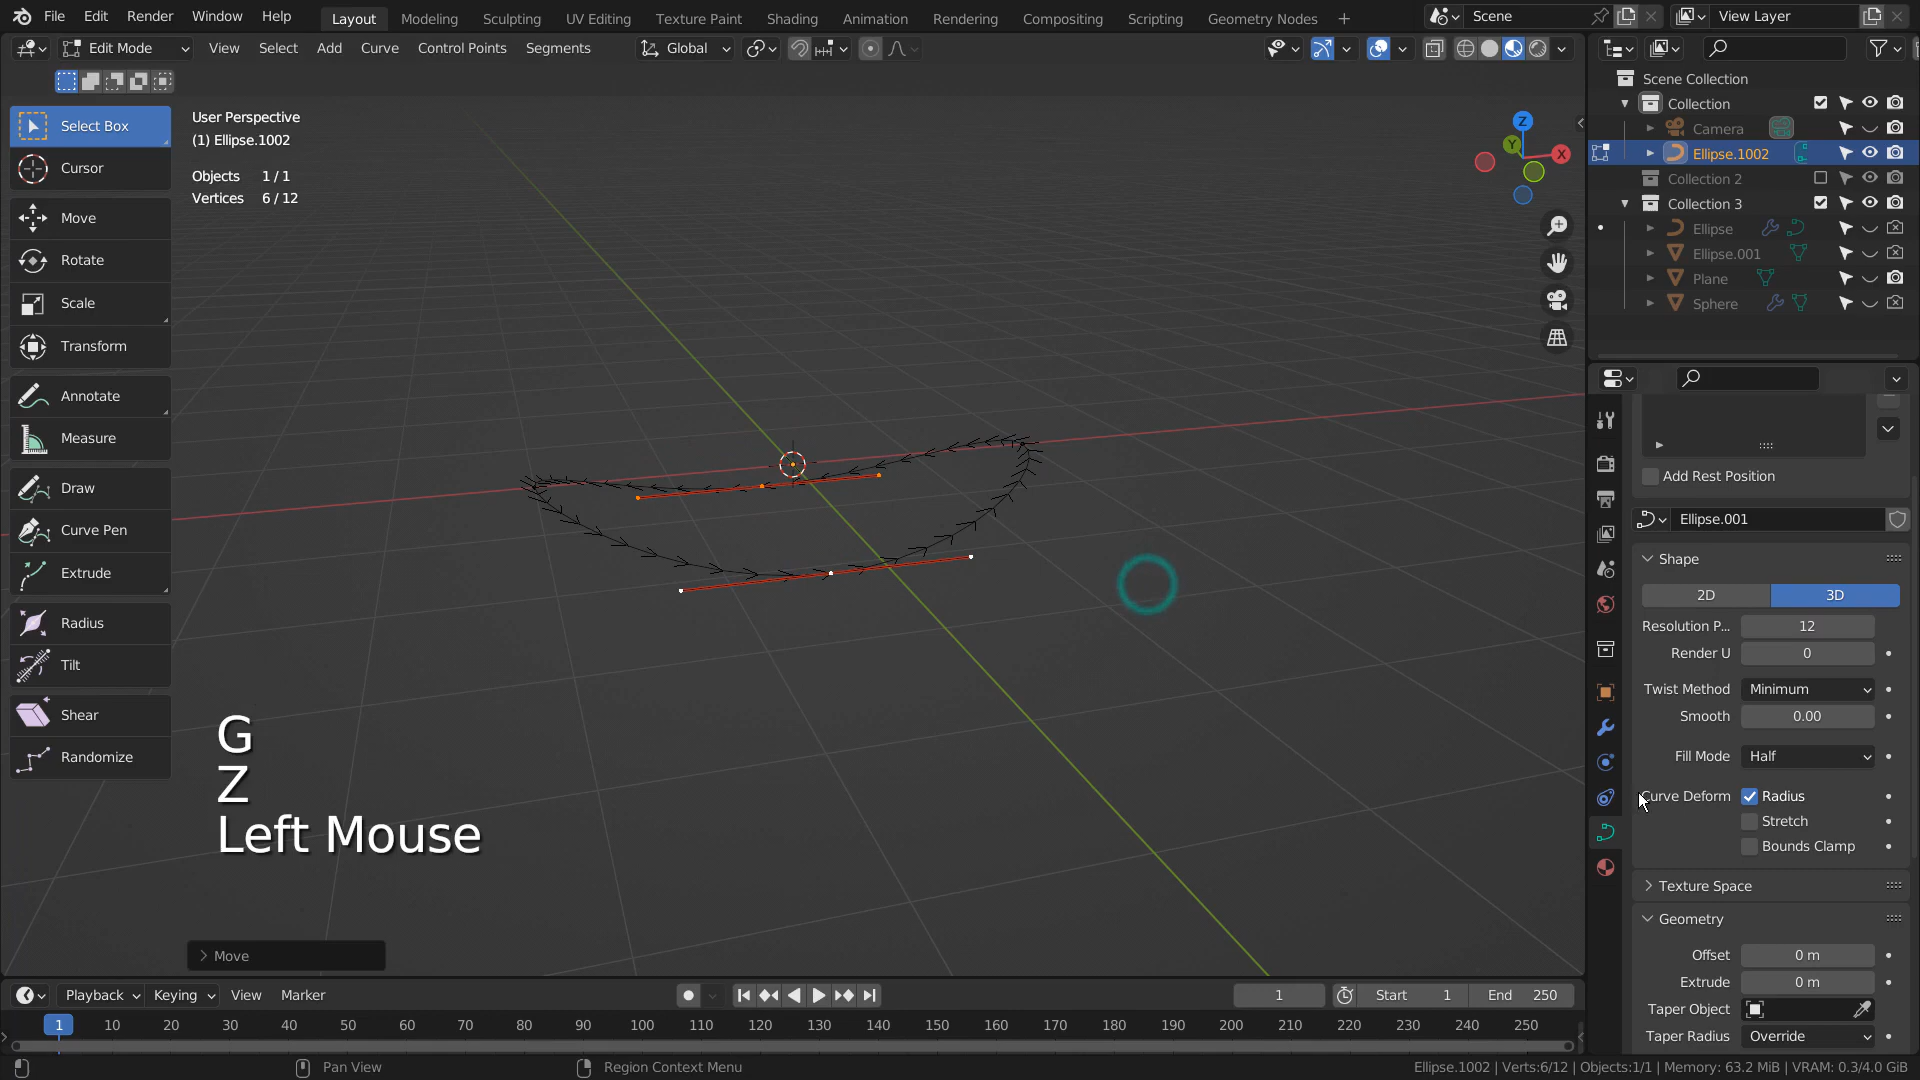 File Edit Render Window Help Layout Modeling Sculpting UV Editing Texture Paint Shading Animation Rendering Compositing Scripting Geometry Nodes + Scene View Layer
Edit Mode View Select Add Curve Control Points Segments Global
Select Box
Cursor
Move
Rotate
Scale
Transform
Annotate
Measure
Draw
Curve Pen
Extrude
Radius
Tilt
Shear
Randomize
User Perspective
(1) Ellipse.1002
Objects 1 / 1
Vertices 6 / 12
Z
Y
X
G
Z
Left Mouse
Move
Scene Collection
Collection
Camera
Ellipse.1002
Collection 2
Collection 3
Ellipse
Ellipse.001
Plane
Sphere
Add Rest Position
Ellipse.001
Shape
2D 3D
Resolution P... 12
Render U 0
Twist Method Minimum
Smooth 0.00
Fill Mode Half
Curve Deform Radius
Stretch
Bounds Clamp
Texture Space
Geometry
Offset 0 m
Extrude 0 m
Taper Object
Taper Radius Override
Playback Keying View Marker 1 Start 1 End 250
1 10 20 30 40 50 60 70 80 90 100 110 120 130 140 150 160 170 180 190 200 210 220 230 240 250
Pan View Region Context Menu Ellipse.1002 | Verts:6/12 | Objects:1/1 | Memory: 63.2 MiB | VRAM: 0.3/4.0 GiB